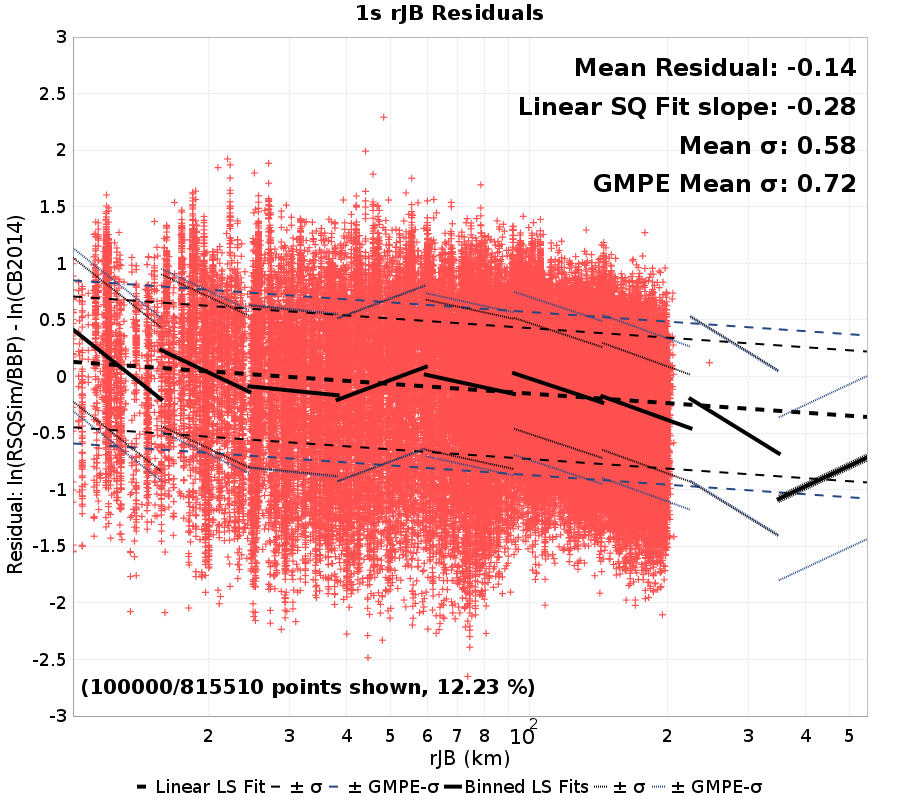 1s rJB Residuals
3
2.5
2
1.5
1
0.5
0
-0.5
-1
-1.5
-2
-2.5
-3
Residual: ln(RSQSim/BBP) - ln(CB2014)
Mean Residual: -0.14
Linear SQ Fit slope: -0.28
Mean σ: 0.58
GMPE Mean σ: 0.72
(100000/815510 points shown, 12.23 %)
2 3 4 5 6 7 8 10² 2 3 4 5
rJB (km)
Linear LS Fit ± σ ± GMPE-σ Binned LS Fits ± σ ± GMPE-σ